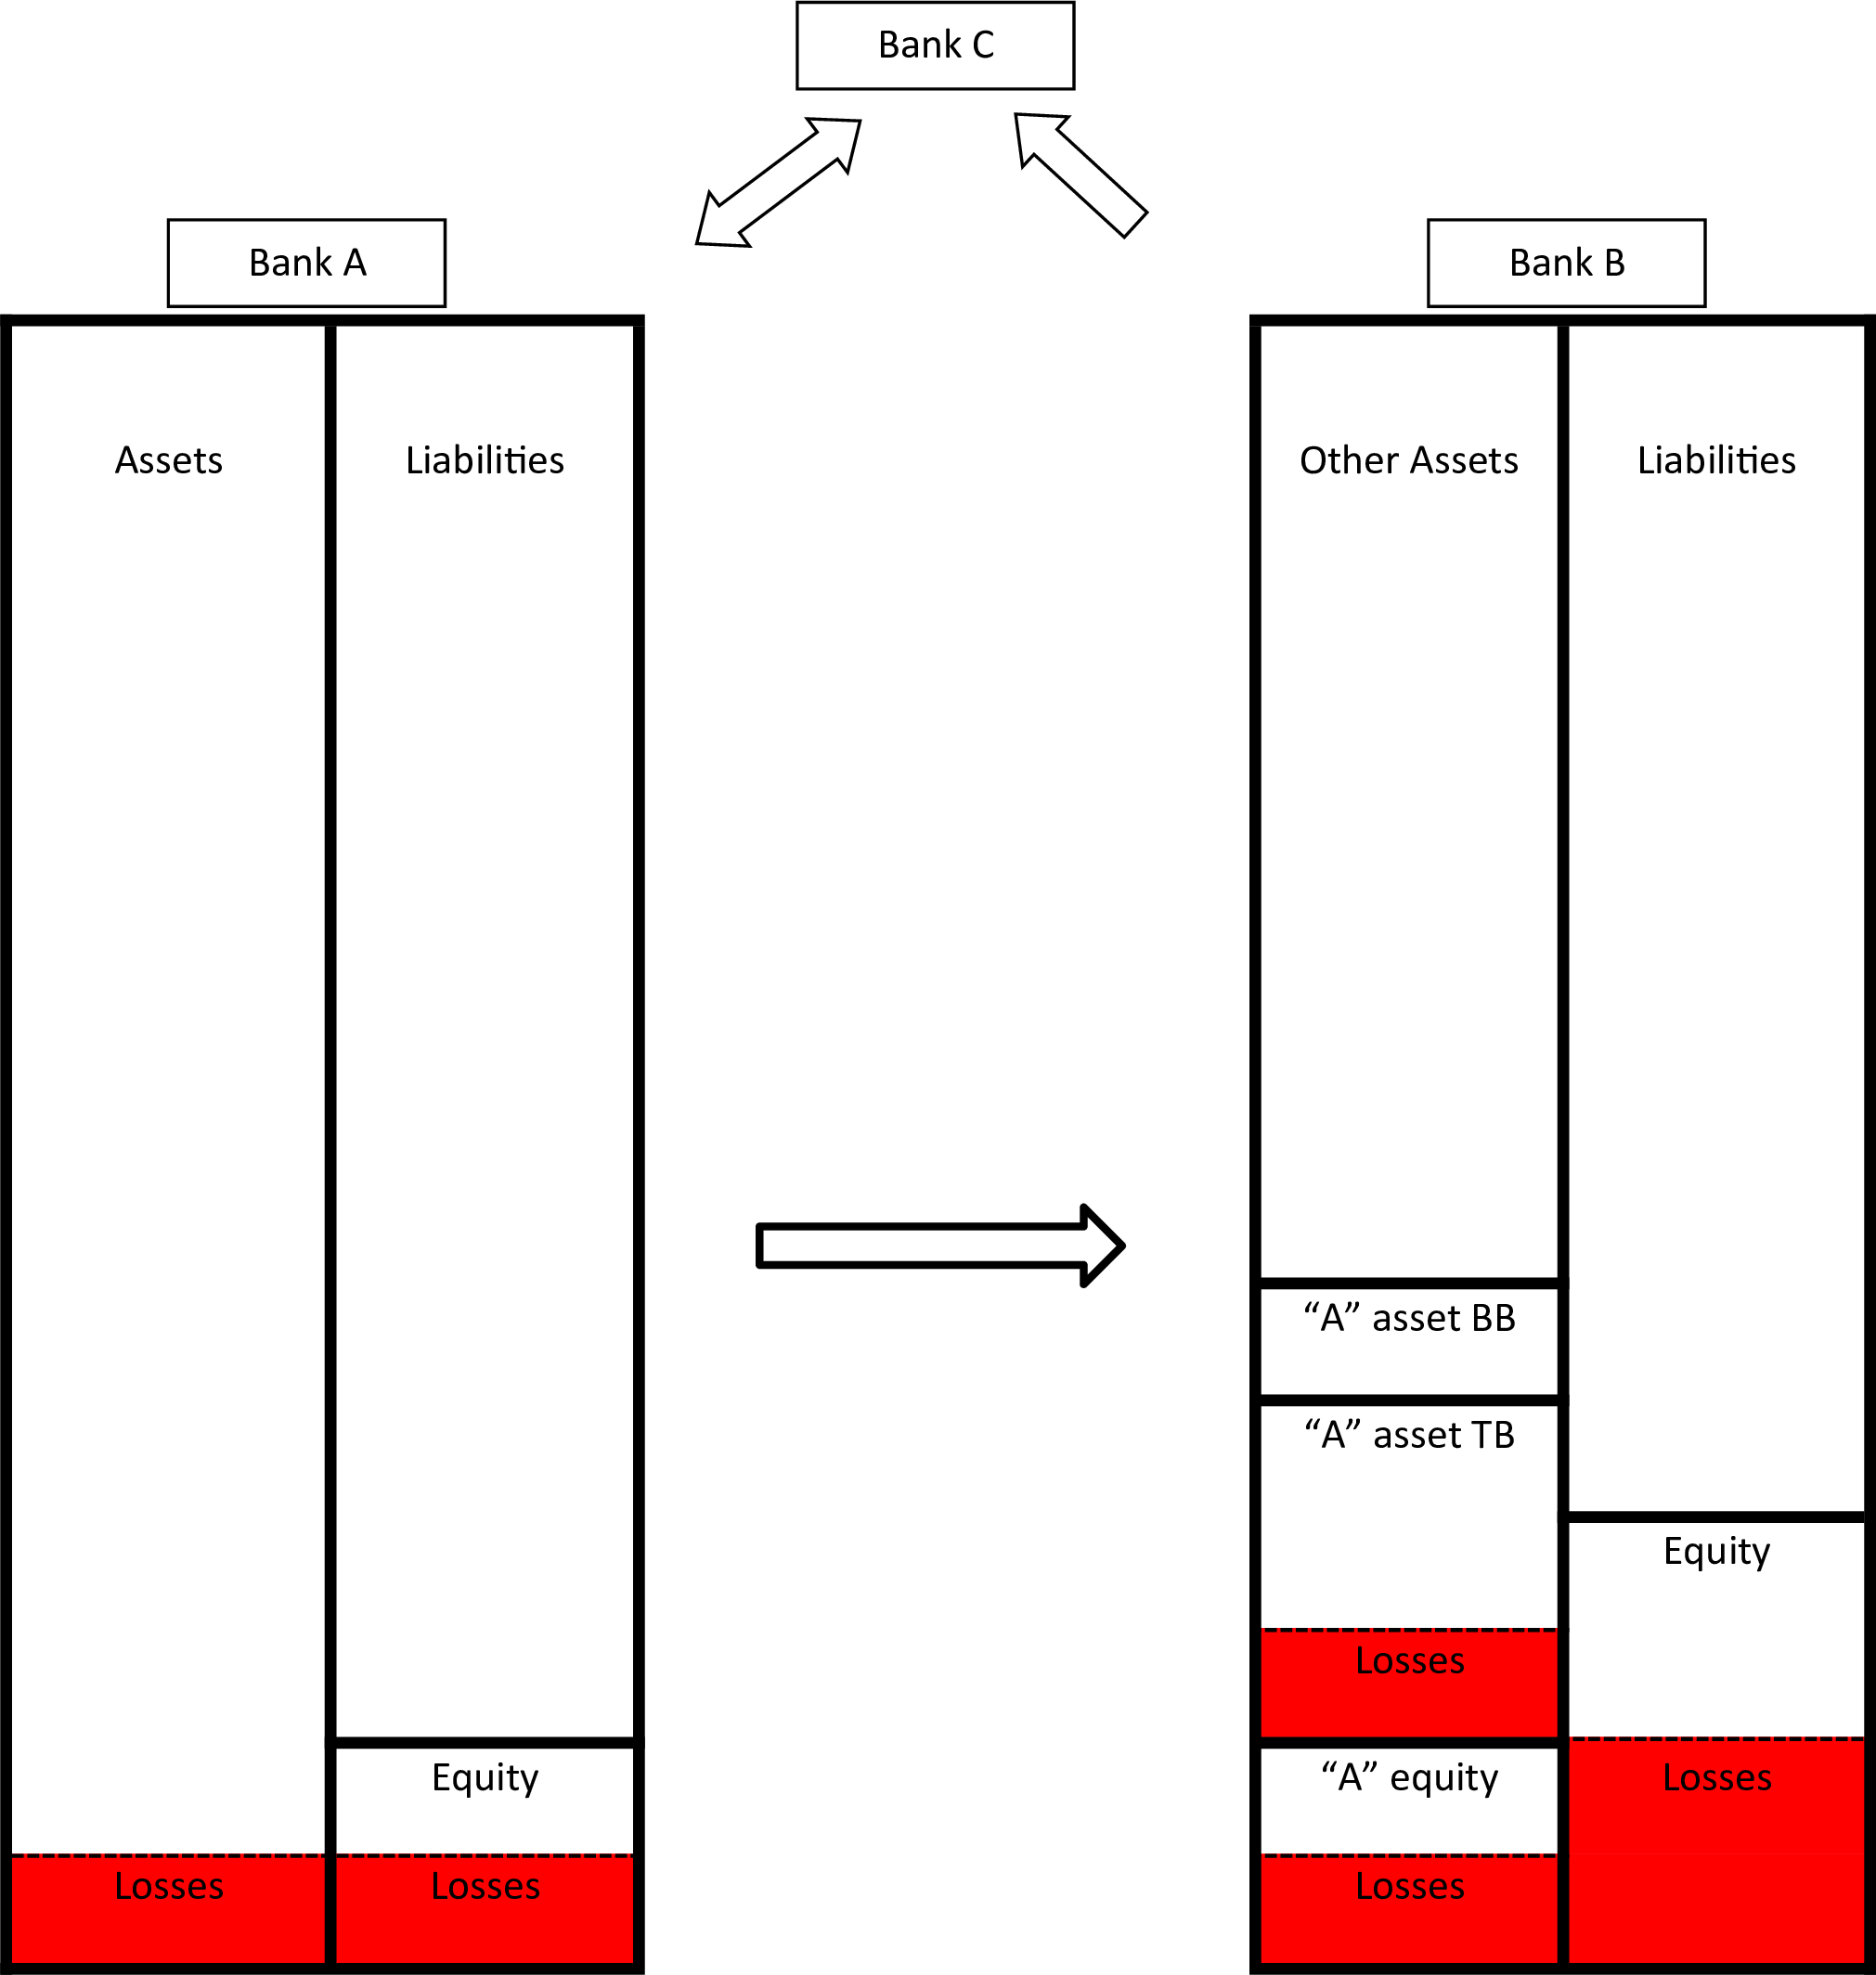 Bank C
Bank A
Bank B
Assets
Liabilities
Other Assets
Liabilities
“A” asset BB
“A” asset TB
Equity
Losses
Equity
“A” equity
Losses
Losses
Losses
Losses